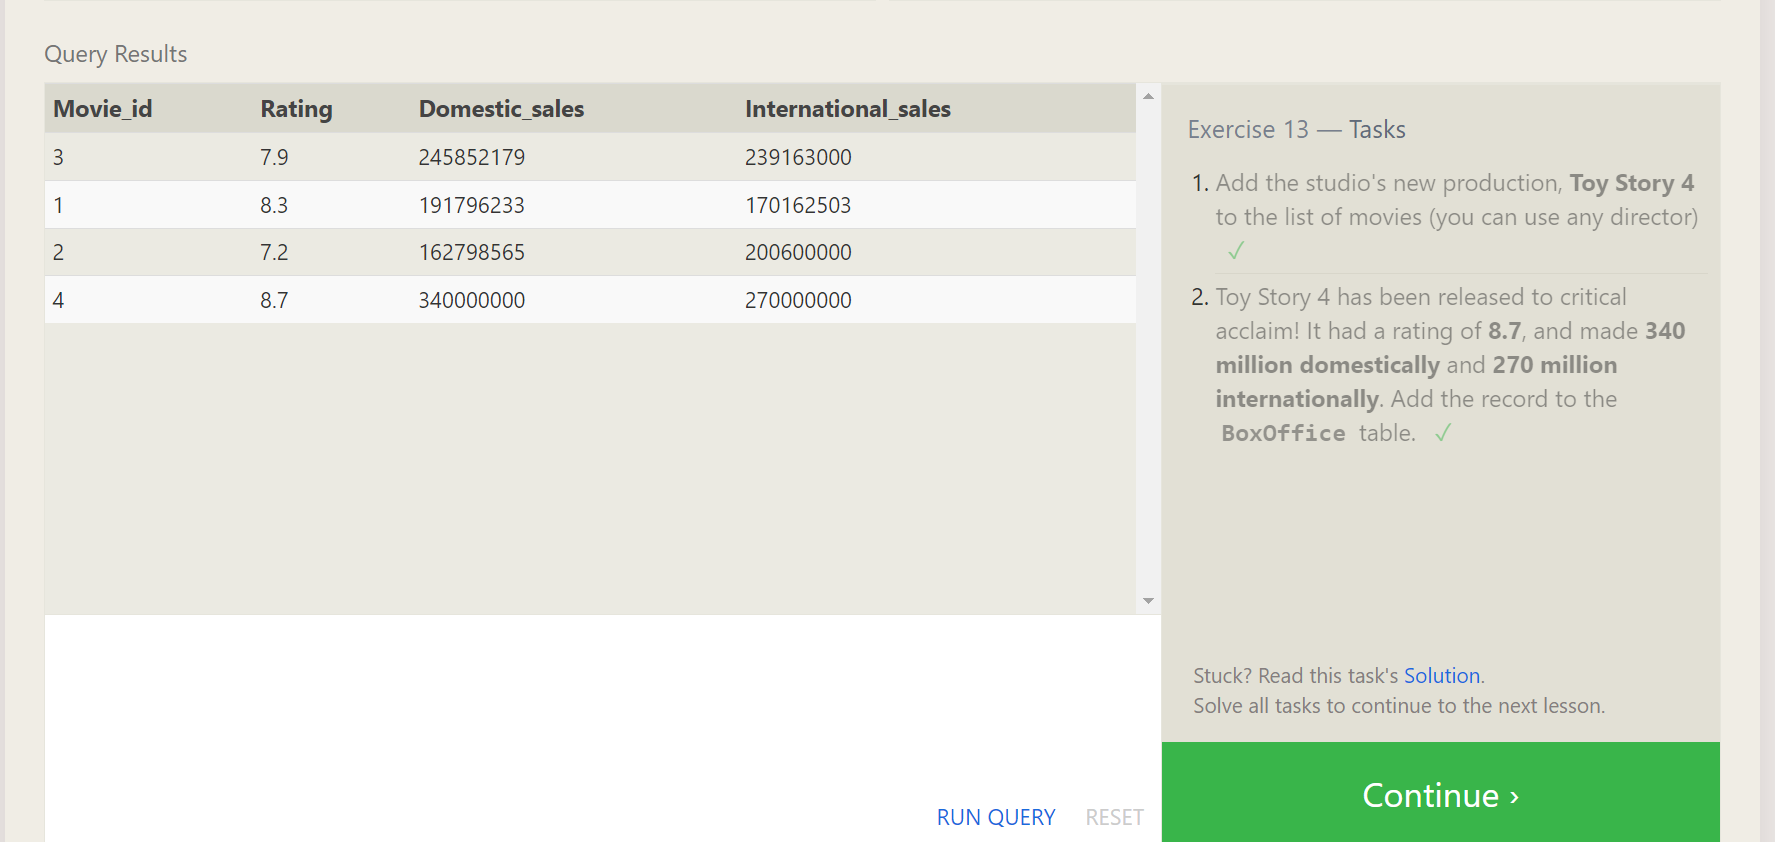 Query Results
Movie_id Rating Domestic_sales International_sales
3 7.9 245852179 239163000
1 8.3 191796233 170162503
2 7.2 162798565 200600000
4 8.7 340000000 270000000
Exercise 13 — Tasks
1. Add the studio's new production, Toy Story 4
to the list of movies (you can use any director)
✓
2. Toy Story 4 has been released to critical
acclaim! It had a rating of 8.7, and made 340
million domestically and 270 million
internationally. Add the record to the
BoxOffice table. ✓
Stuck? Read this task's Solution.
Solve all tasks to continue to the next lesson.
RUN QUERY RESET
Continue ›